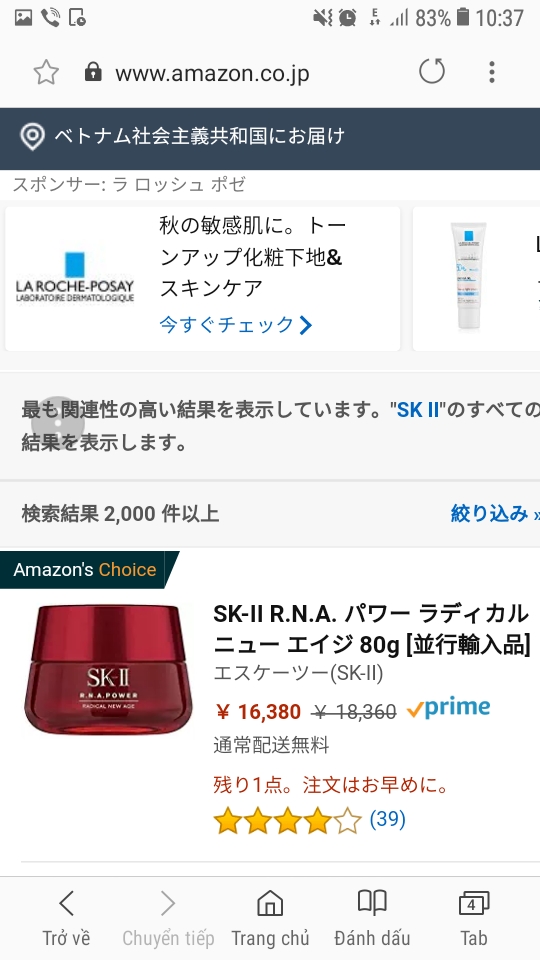 83% 10:37
www.amazon.co.jp
ベトナム社会主義共和国にお届け
スポンサー: ラ ロッシュ ポゼ
秋の敏感肌に。トー
ンアップ化粧下地&
スキンケア
今すぐチェック
LA ROCHE-POSAY
LABORATOIRE DERMATOLOGIQUE
最も関連性の高い結果を表示しています。"SK II"のすべての
結果を表示します。
検索結果 2,000 件以上
絞り込み »
Amazon's Choice
SK-II R.N.A. パワー ラディカル
ニュー エイジ 80g [並行輸入品]
エスケーツー(SK-II)
￥ 16,380 ￥ 18,360 prime
通常配送無料
残り1点。注文はお早めに。
(39)
SK-II
R.N.A.POWER
RADICAL NEW AGE
4
Trở về
Chuyển tiếp
Trang chủ
Đánh dấu
Tab